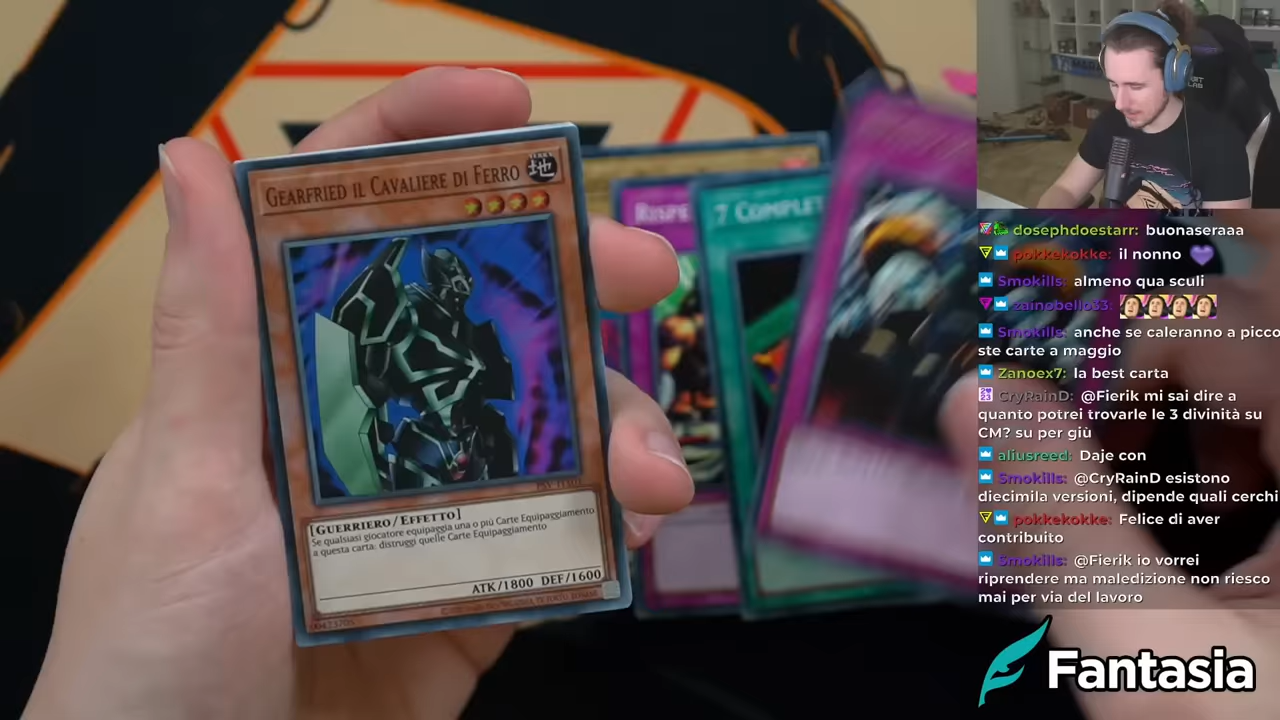 GEARFRIED IL CAVALIERE DI FERRO
地
[GUERRIERO/EFFETTO]
Se qualsiasi giocatore equipaggia una o più Carte Equipaggiamento
a questa carta: distruggi quelle Carte Equipaggiamento
ATK/1800 DEF/1600
RISPE
7 COMPLET
dosephdoestarr: buonaseraaa
pokkekokke: il nonno
Smokills: almeno qua sculi
zainobello33:
Smokills: anche se caleranno a picco
ste carte a maggio
Zanoex7: la best carta
CryRainD: @Fierik mi sai dire a
quanto potrei trovarle le 3 divinità su
CM? su per giù
aliusreed: Daje con
Smokills: @CryRainD esistono
diecimila versioni, dipende quali cerchi
pokkekokke: Felice di aver
contribuito
Smokills: @Fierik io vorrei
riprendere ma maledizione non riesco
mai per via del lavoro
Fantasia